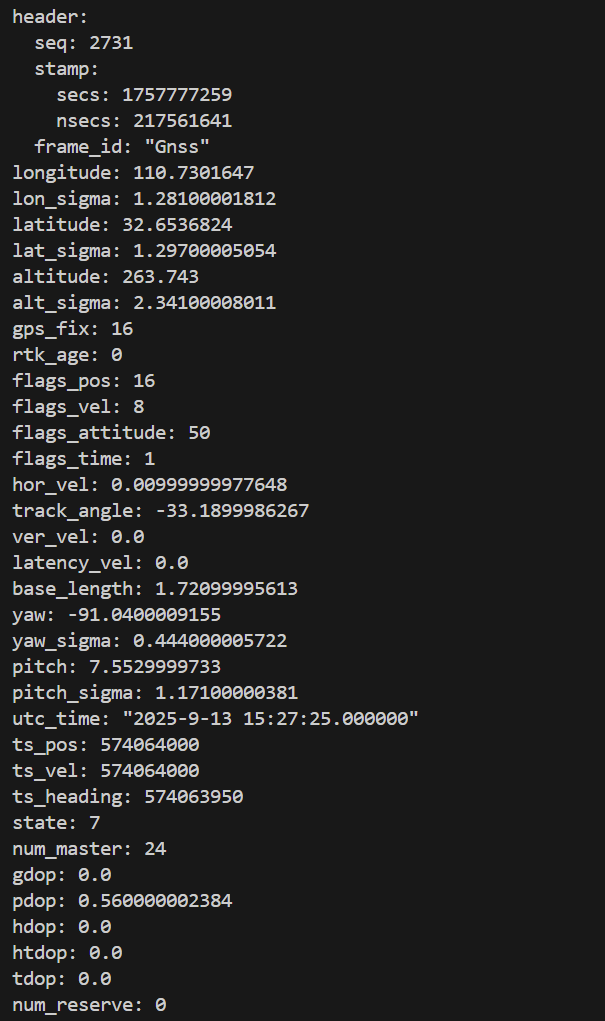 header:
  seq: 2731
  stamp:
    secs: 1757777259
    nsecs: 217561641
  frame_id: "Gnss"
longitude: 110.7301647
lon_sigma: 1.28100001812
latitude: 32.6536824
lat_sigma: 1.29700005054
altitude: 263.743
alt_sigma: 2.34100008011
gps_fix: 16
rtk_age: 0
flags_pos: 16
flags_vel: 8
flags_attitude: 50
flags_time: 1
hor_vel: 0.00999999977648
track_angle: -33.1899986267
ver_vel: 0.0
latency_vel: 0.0
base_length: 1.72099995613
yaw: -91.0400009155
yaw_sigma: 0.444000005722
pitch: 7.5529999733
pitch_sigma: 1.17100000381
utc_time: "2025-9-13 15:27:25.000000"
ts_pos: 574064000
ts_vel: 574064000
ts_heading: 574063950
state: 7
num_master: 24
gdop: 0.0
pdop: 0.560000002384
hdop: 0.0
htdop: 0.0
tdop: 0.0
num_reserve: 0